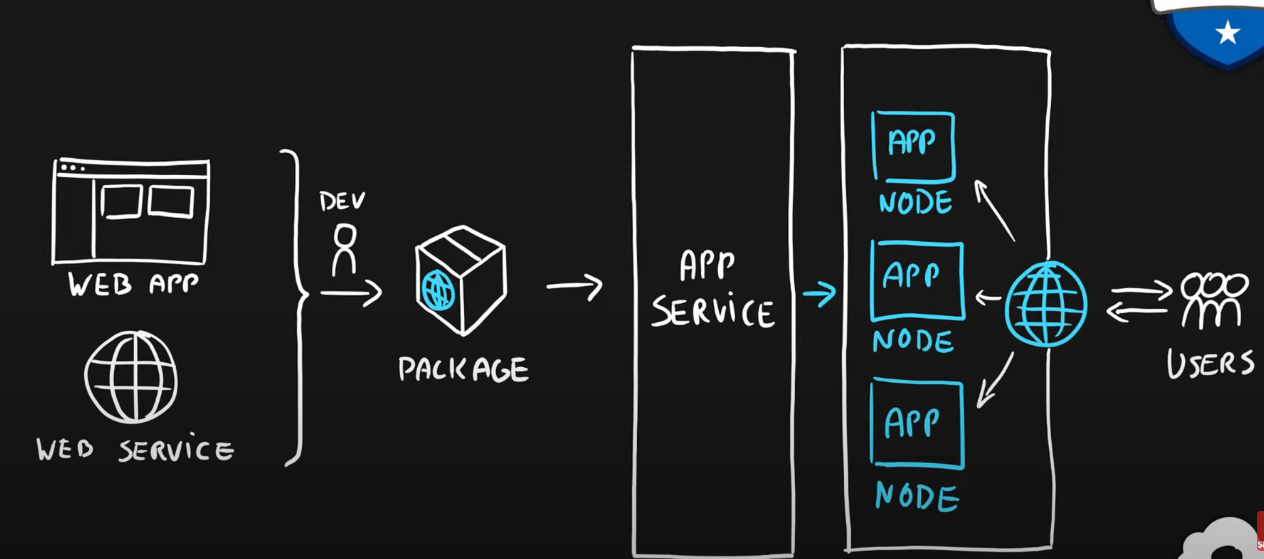 WEB APP
WEB SERVICE
DEV
PACKAGE
APP
SERVICE
APP
NODE
APP
NODE
APP
NODE
USERS